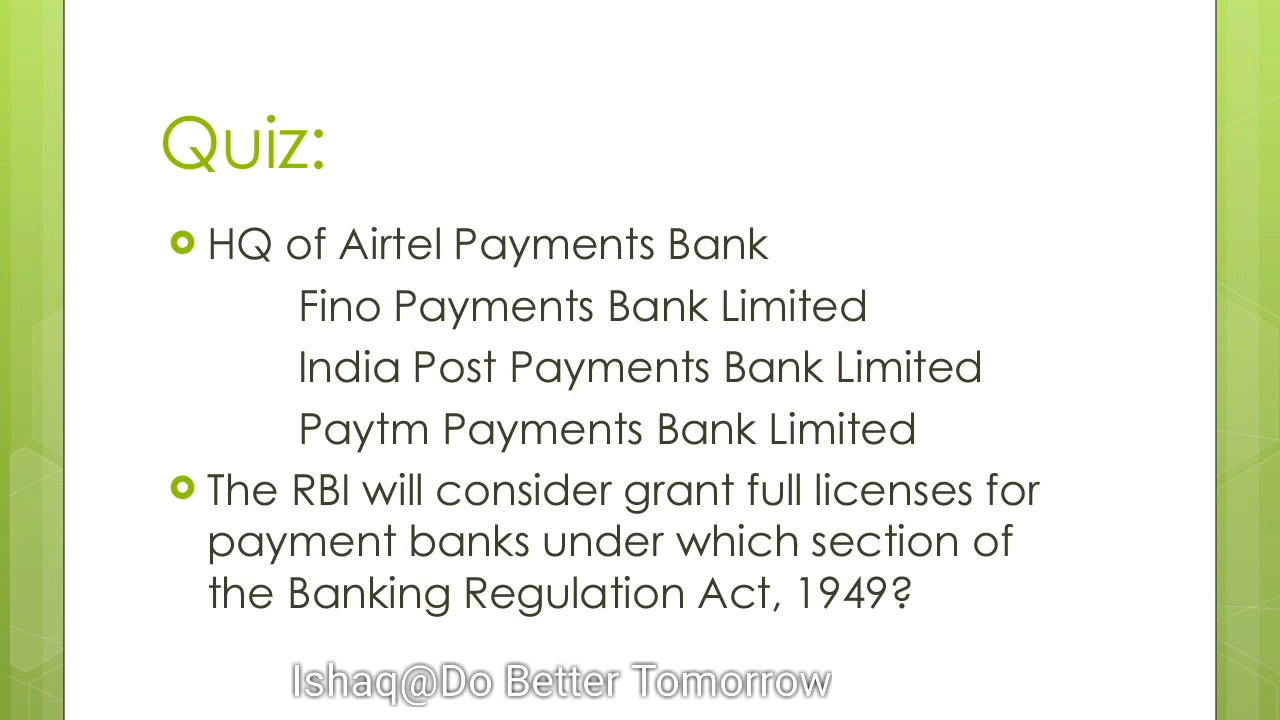 Quiz:
HQ of Airtel Payments Bank
Fino Payments Bank Limited
India Post Payments Bank Limited
Paytm Payments Bank Limited
The RBI will consider grant full licenses for
payment banks under which section of
the Banking Regulation Act, 1949?
Ishaq@Do Better Tomorrow